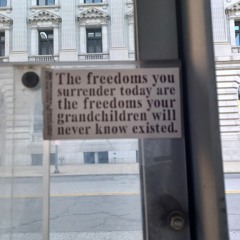 The freedoms you
surrender today are
the freedoms your
grandchildren will
never know existed.